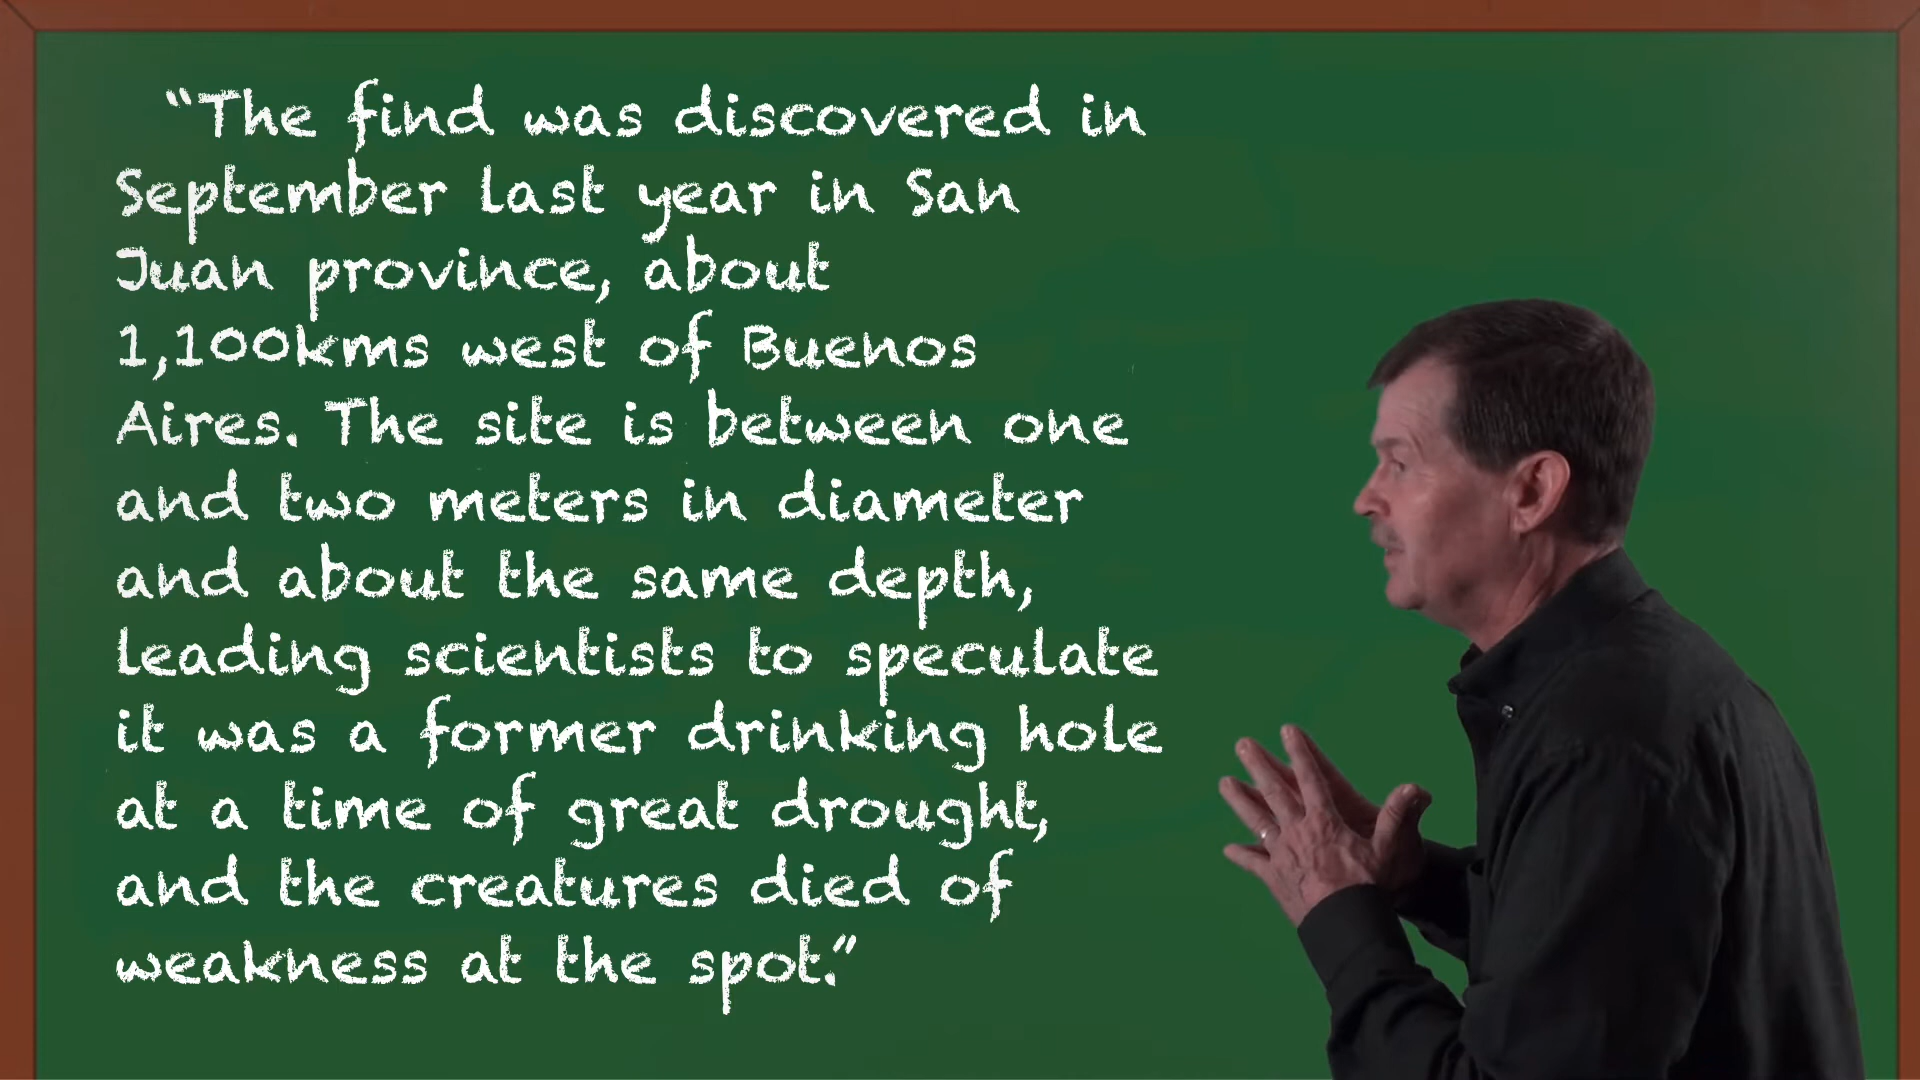 “The find was discovered in
September last year in San
Juan province, about
1,100kms west of Buenos
Aires. The site is between one
and two meters in diameter
and about the same depth,
leading scientists to speculate
it was a former drinking hole
at a time of great drought,
and the creatures died of
weakness at the spot.”